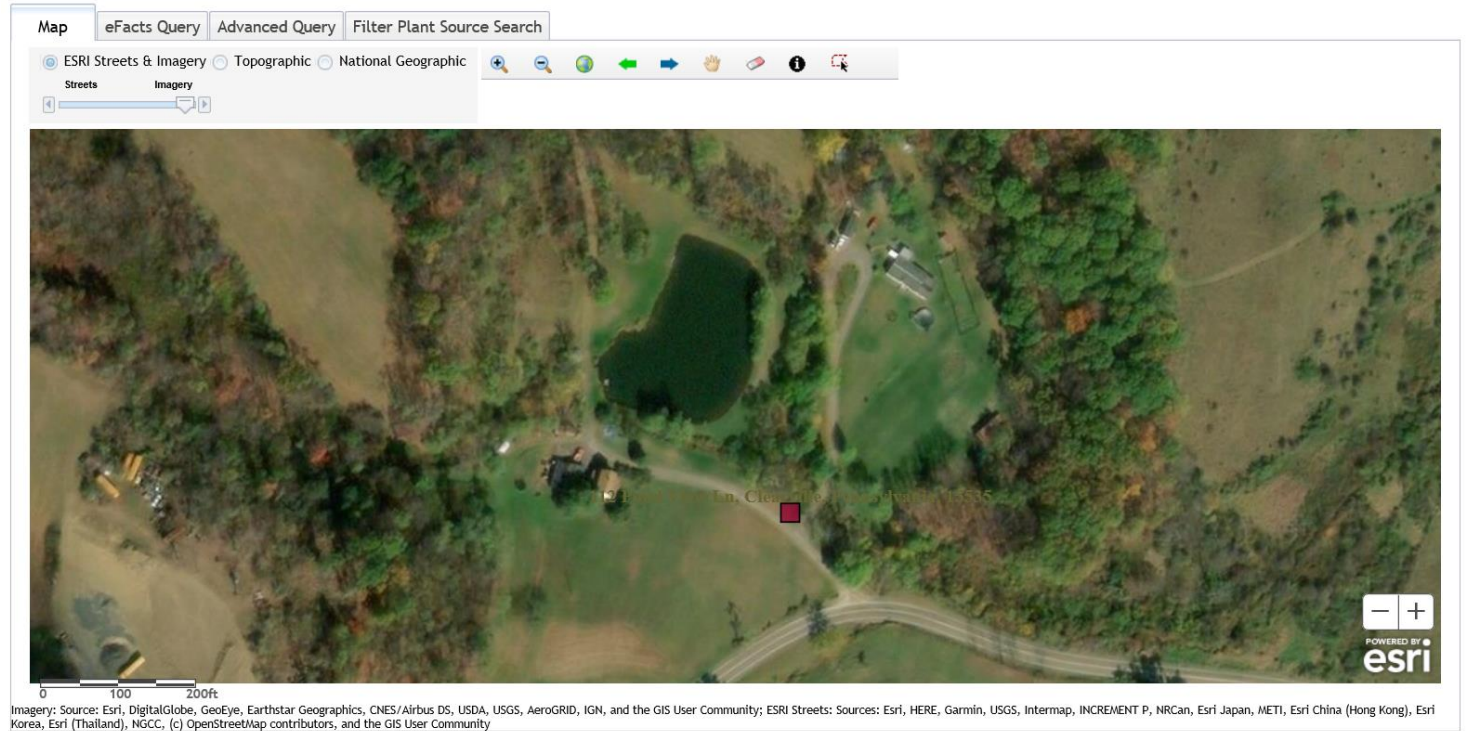 Map eFacts Query Advanced Query Filter Plant Source Search
ESRI Streets & Imagery Topographic National Geographic
Streets Imagery
Ln,
POWERED BY
esri
0 100 200ft
Imagery: Source: Esri, DigitalGlobe, GeoEye, Earthstar Geographics, CNES/Airbus DS, USDA, USGS, AeroGRID, IGN, and the GIS User Community; ESRI Streets: Sources: Esri, HERE, Garmin, USGS, Intermap, INCREMENT P, NRCan, Esri Japan, METI, Esri China (Hong Kong), Esri
Korea, Esri (Thailand), NGCC, (c) OpenStreetMap contributors, and the GIS User Community